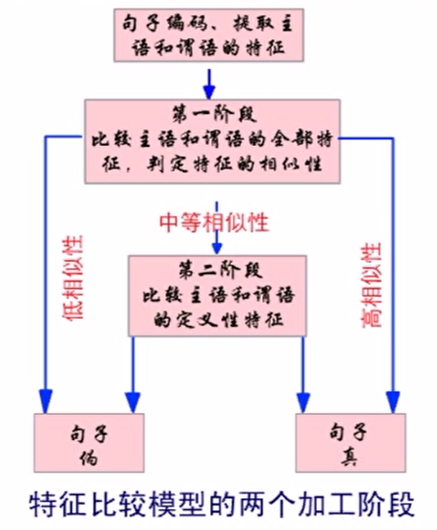 句子编码、提取主
语和谓语的特征
第一阶段
比较主语和谓语的全部特
征，判定特征的相似性
中等相似性
低相似性
高相似性
第二阶段
比较主语和谓语
的定义性特征
句子
伪
句子
真
特征比较模型的两个加工阶段